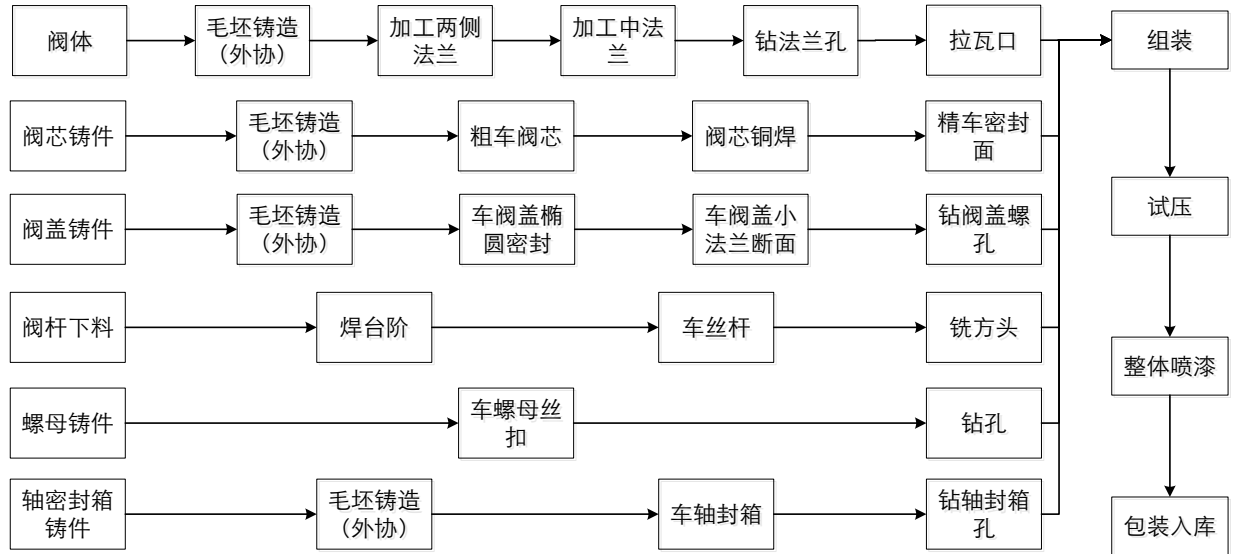 阀体
毛坯铸造
（外协）
加工两侧
法兰
加工中法
兰
钻法兰孔
拉瓦口
组装
阀芯铸件
毛坯铸造
（外协）
粗车阀芯
阀芯铜焊
精车密封
面
试压
阀盖铸件
毛坯铸造
（外协）
车阀盖椭
圆密封
车阀盖小
法兰断面
钻阀盖螺
孔
阀杆下料
焊台阶
车丝杆
铣方头
整体喷漆
螺母铸件
车螺母丝
扣
钻孔
轴密封箱
铸件
毛坯铸造
（外协）
车轴封箱
钻轴封箱
孔
包装入库